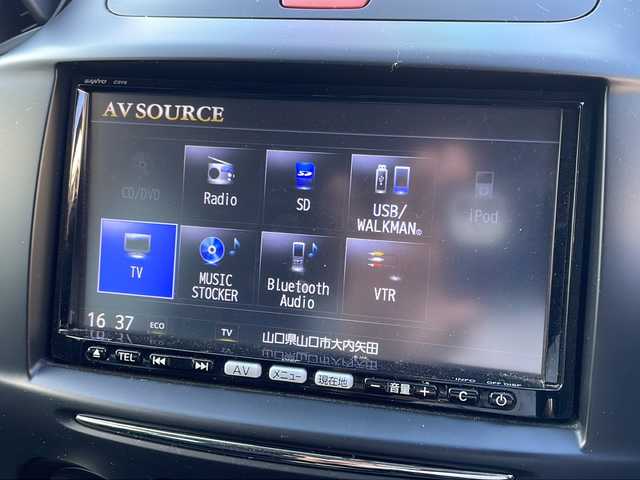 SANYO
AV SOURCE
CD/DVD
Radio
SD
USB/
WALKMAN®
iPod
TV
MUSIC
STOCKER
Bluetooth
Audio
VTR
16 37 ECO TV 山口県山口市大内矢田
TEL AV メニュー 現在地 − 音量 + C
INFO OFF DISP